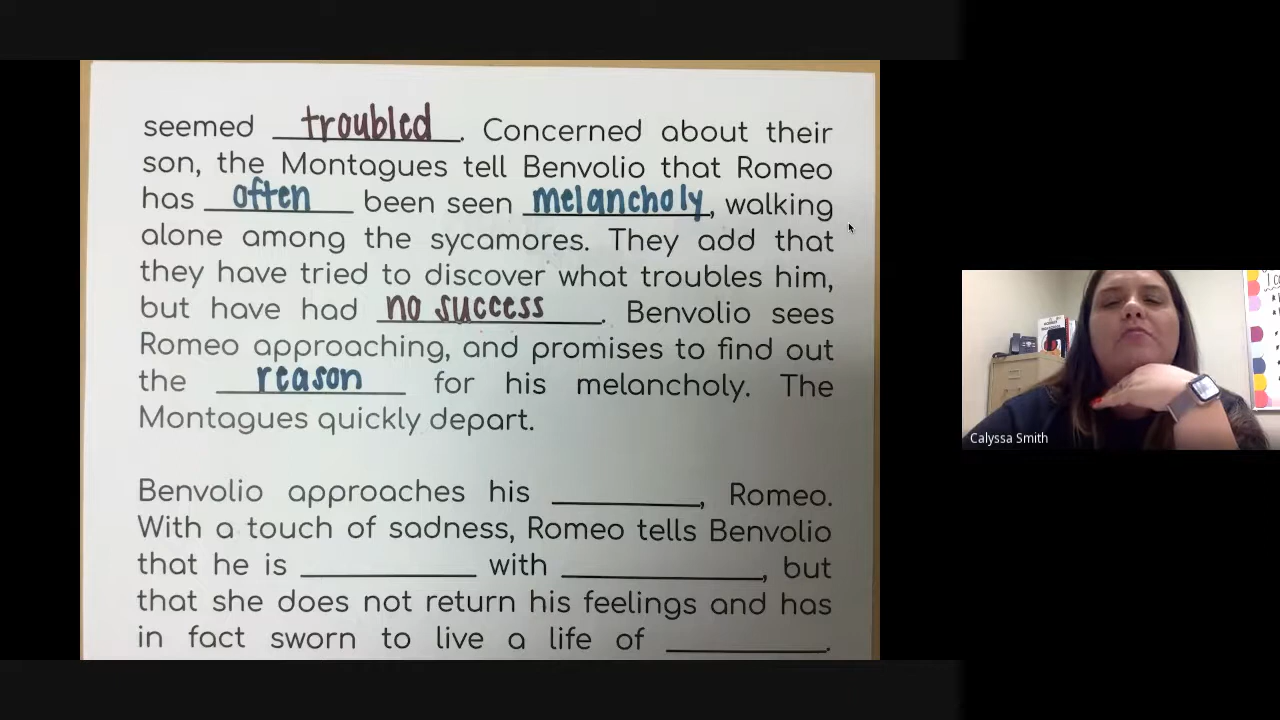 seemed troubled. Concerned about their
son, the Montagues tell Benvolio that Romeo
has often been seen melancholy, walking
alone among the sycamores. They add that
they have tried to discover what troubles him,
but have had no success. Benvolio sees
Romeo approaching, and promises to find out
the reason for his melancholy. The
Montagues quickly depart.
Benvolio approaches his ________, Romeo.
With a touch of sadness, Romeo tells Benvolio
that he is ________ with ________, but
that she does not return his feelings and has
in fact sworn to live a life of ________.
Calyssa Smith